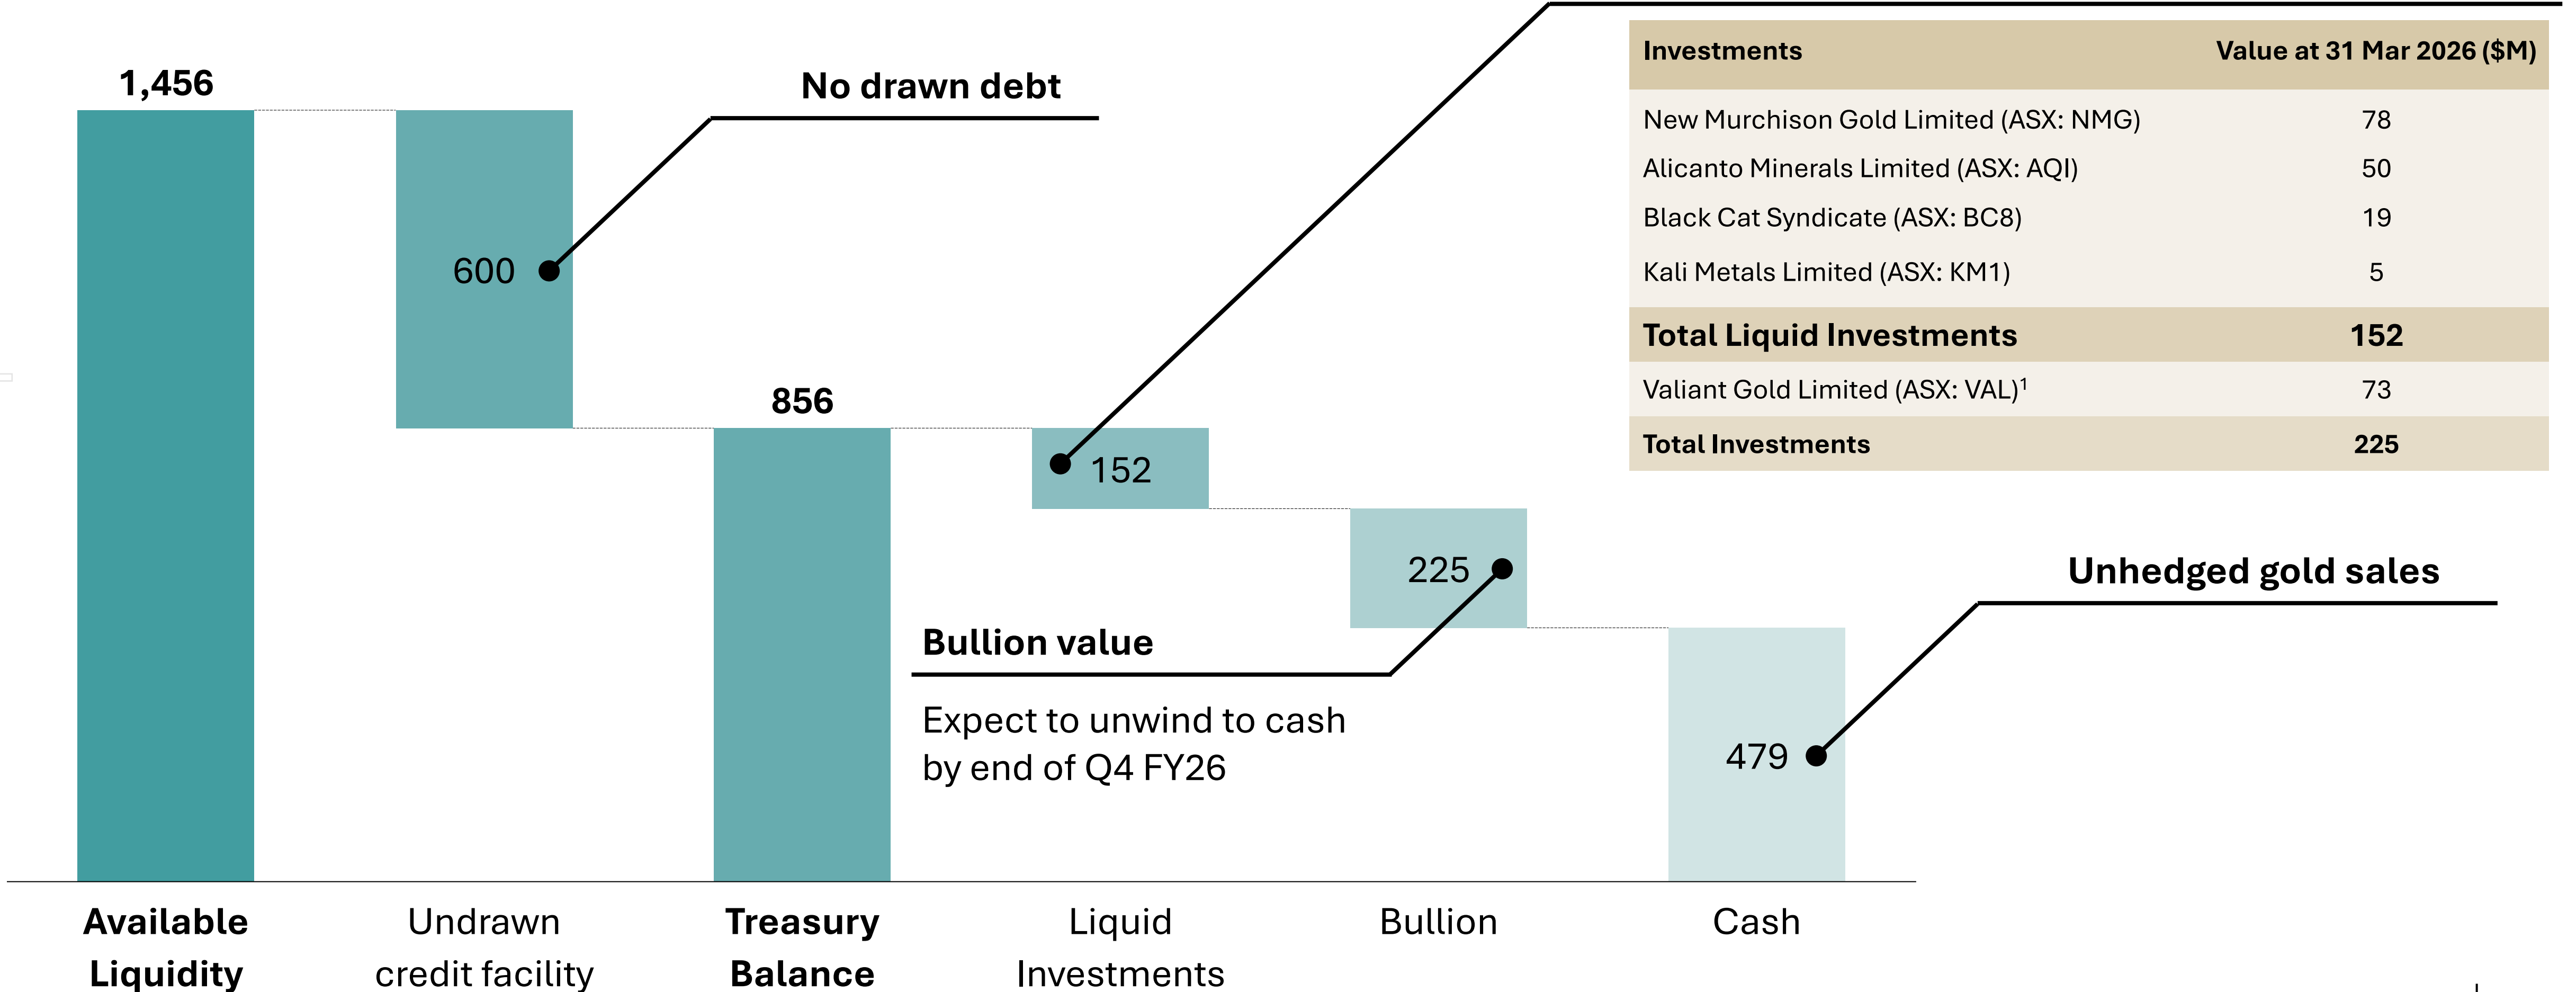 1,456
No drawn debt
600
856
152
225
Bullion value
Expect to unwind to cash
by end of Q4 FY26
Unhedged gold sales
479
Available
Liquidity
Undrawn
credit facility
Treasury
Balance
Liquid
Investments
Bullion
Cash
Investments Value at 31 Mar 2026 ($M)
New Murchison Gold Limited (ASX: NMG) 78
Alicanto Minerals Limited (ASX: AQI) 50
Black Cat Syndicate (ASX: BC8) 19
Kali Metals Limited (ASX: KM1) 5
Total Liquid Investments 152
Valiant Gold Limited (ASX: VAL)¹ 73
Total Investments 225